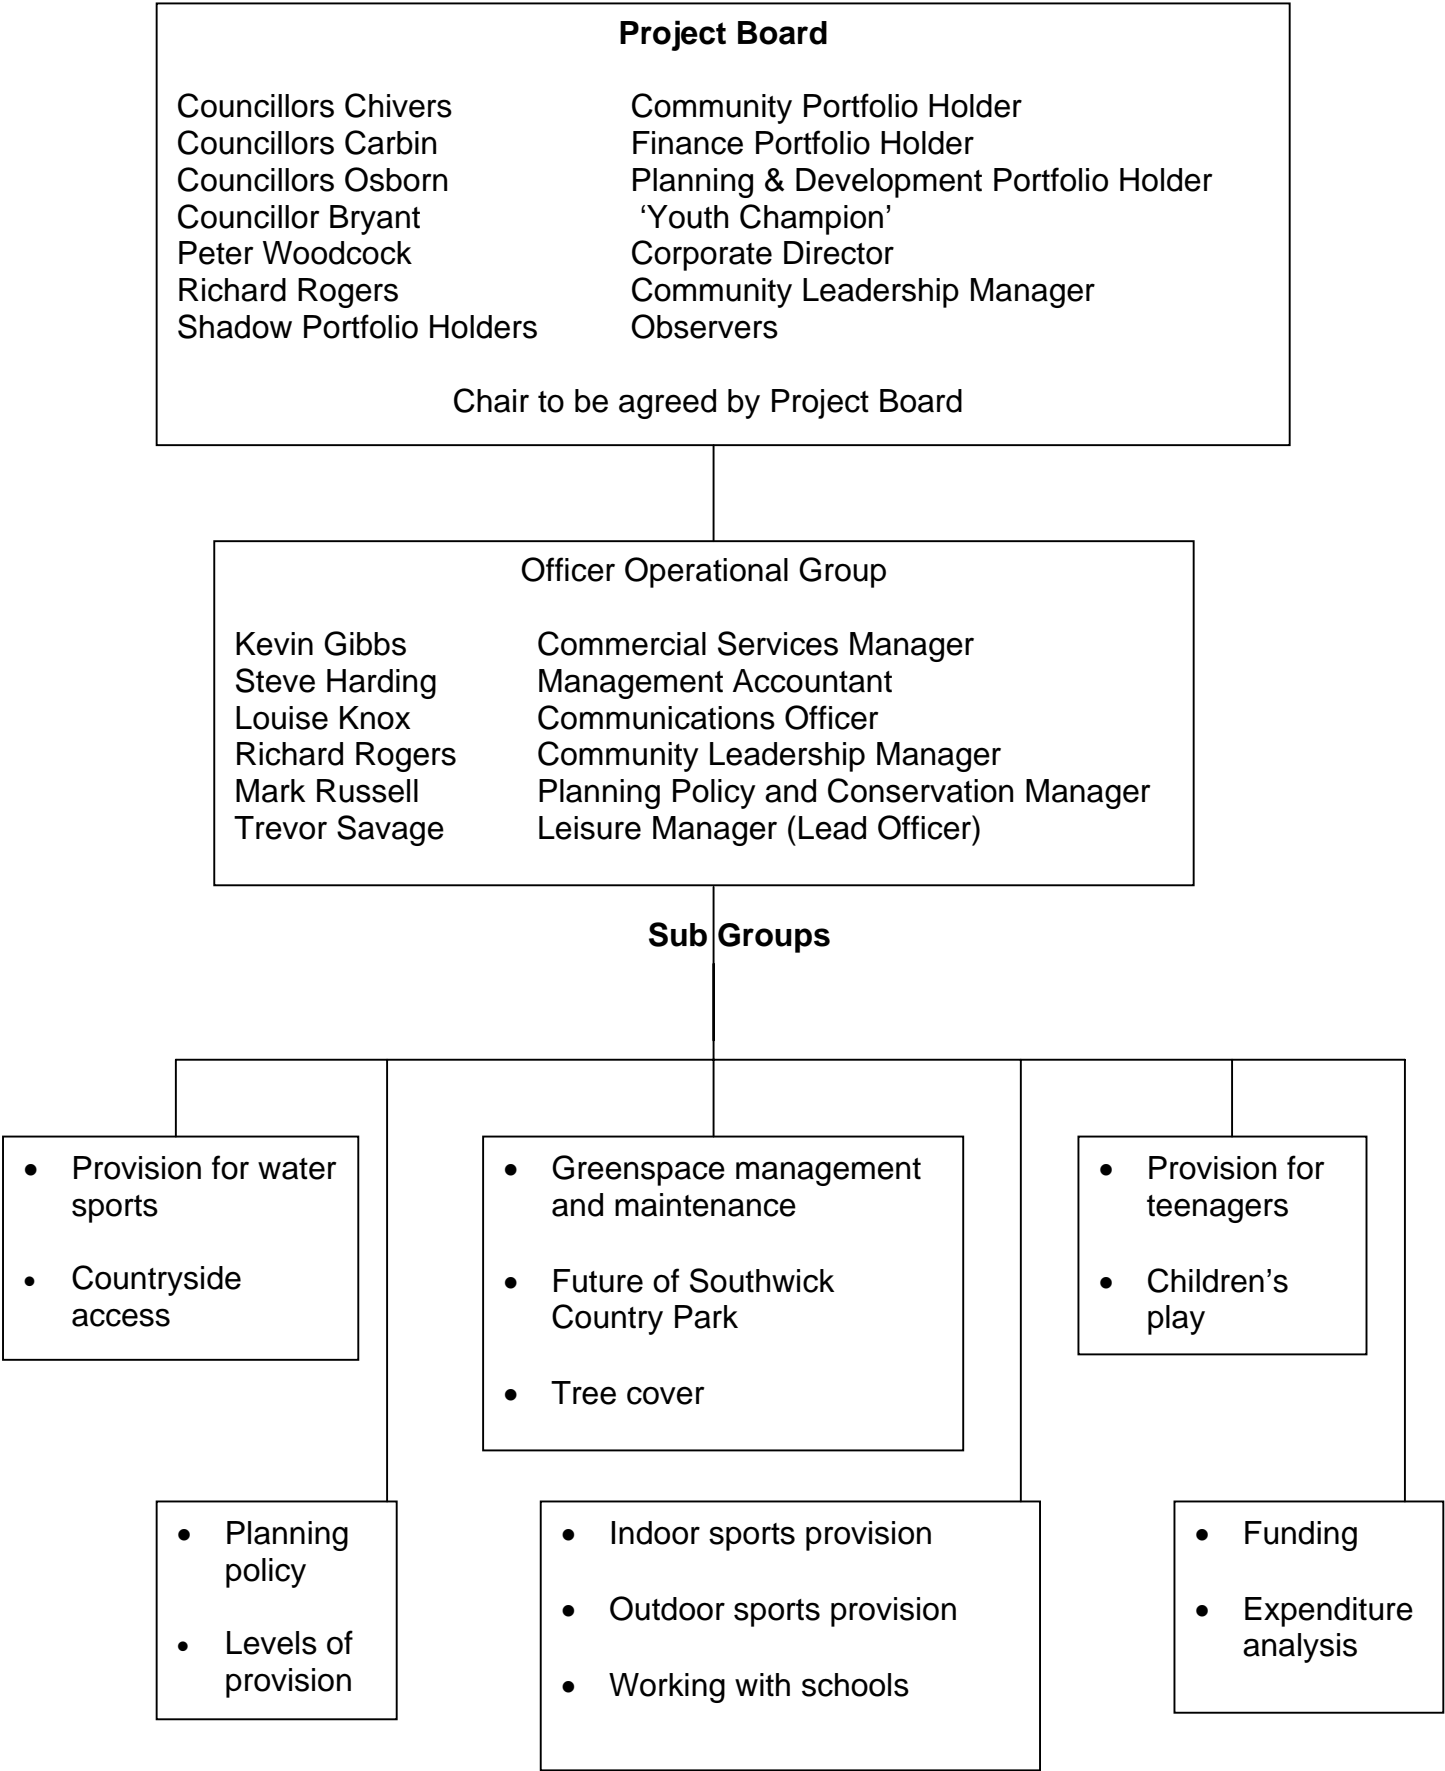 Project Board
Councillors Chivers Community Portfolio Holder
Councillors Carbin Finance Portfolio Holder
Councillors Osborn Planning & Development Portfolio Holder
Councillor Bryant ‘Youth Champion’
Peter Woodcock Corporate Director
Richard Rogers Community Leadership Manager
Shadow Portfolio Holders Observers
Chair to be agreed by Project Board
Officer Operational Group
Kevin Gibbs Commercial Services Manager
Steve Harding Management Accountant
Louise Knox Communications Officer
Richard Rogers Community Leadership Manager
Mark Russell Planning Policy and Conservation Manager
Trevor Savage Leisure Manager (Lead Officer)
Sub Groups
• Provision for water
sports
• Countryside
access
• Greenspace management
and maintenance
• Future of Southwick
Country Park
• Tree cover
• Provision for
teenagers
• Children’s
play
• Planning
policy
• Levels of
provision
• Indoor sports provision
• Outdoor sports provision
• Working with schools
• Funding
• Expenditure
analysis